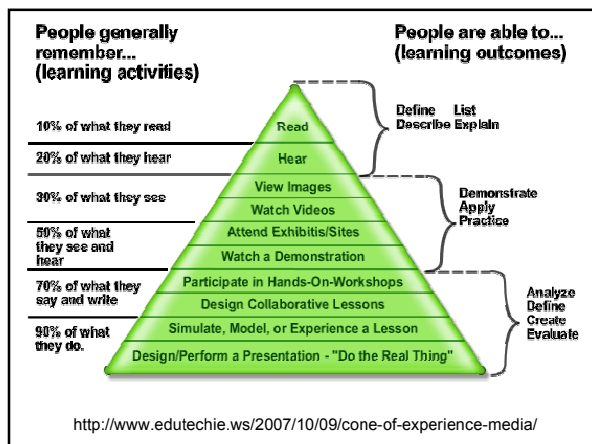 People generally
remember...
(learning activities)
People are able to...
(learning outcomes)
10% of what they read
20% of what they hear
30% of what they see
50% of what
they see and
hear
70% of what they
say and write
90% of what
they do.
Read
Hear
View Images
Watch Videos
Attend Exhibitis/Sites
Watch a Demonstration
Participate in Hands-On-Workshops
Design Collaborative Lessons
Simulate, Model, or Experience a Lesson
Design/Perform a Presentation - "Do the Real Thing"
Define List
Describe Explain
Demonstrate
Apply
Practice
Analyze
Define
Create
Evaluate
http://www.edutechie.ws/2007/10/09/cone-of-experience-media/